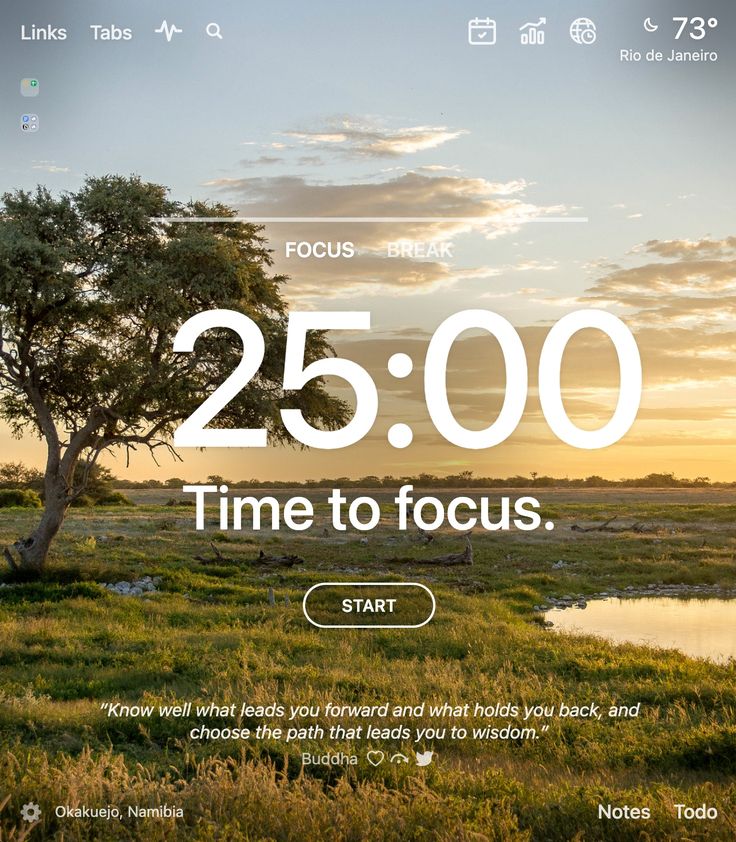 Links Tabs
73°
Rio de Janeiro
FOCUS BREAK
25:00
Time to focus.
START
“Know well what leads you forward and what holds you back, and
choose the path that leads you to wisdom.”
Buddha
Okakuejo, Namibia
Notes Todo